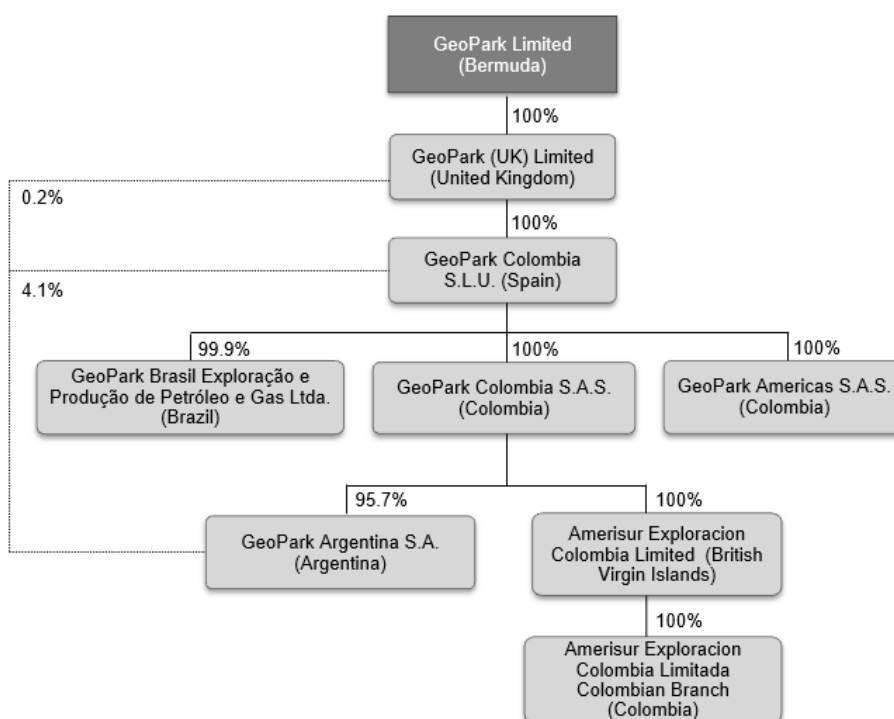 GeoPark Limited
(Bermuda)
100%
GeoPark (UK) Limited
(United Kingdom)
0.2%
100%
GeoPark Colombia
S.L.U. (Spain)
4.1%
99.9%
100%
100%
GeoPark Brasil Exploração e
Produção de Petróleo e Gas Ltda.
(Brazil)
GeoPark Colombia S.A.S.
(Colombia)
GeoPark Americas S.A.S.
(Colombia)
95.7%
100%
GeoPark Argentina S.A.
(Argentina)
Amerisur Exploracion
Colombia Limited (British
Virgin Islands)
100%
Amerisur Exploracion
Colombia Limitada
Colombian Branch
(Colombia)